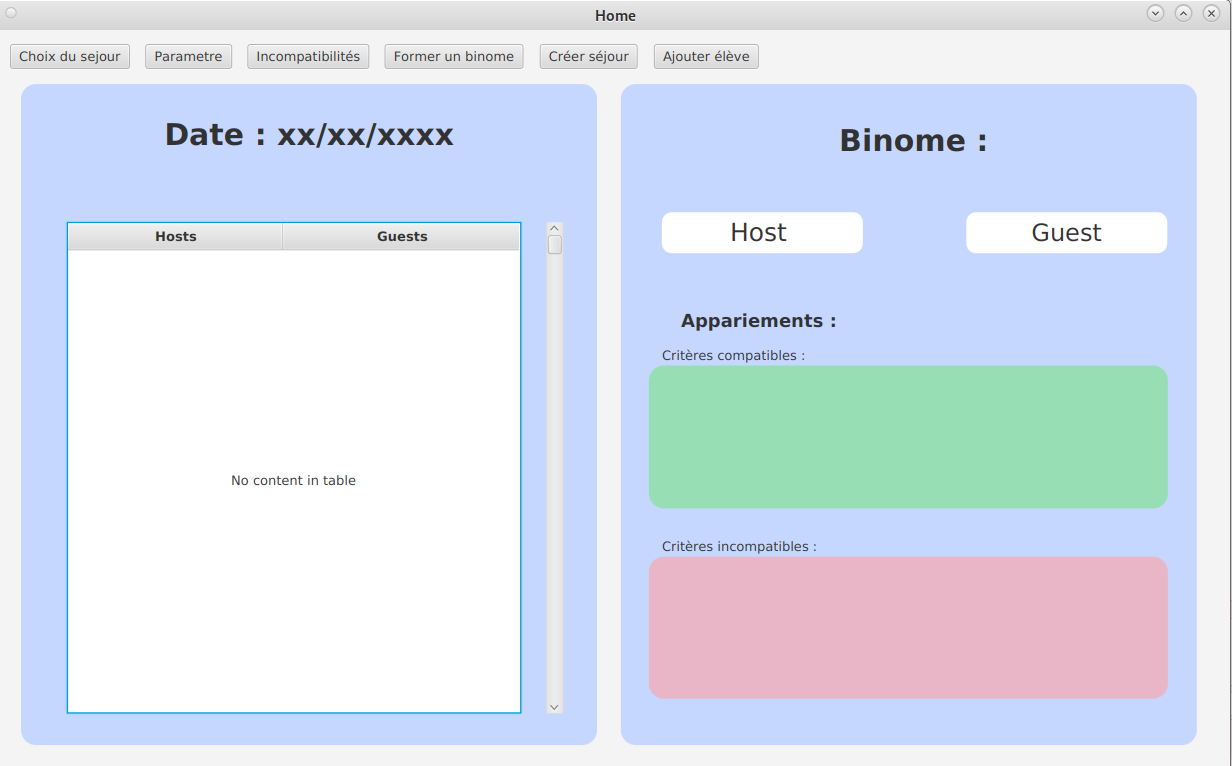 Home
Choix du sejour
Parametre
Incompatibilités
Former un binome
Créer séjour
Ajouter élève
Date : xx/xx/xxxx
Hosts
Guests
No content in table
Binome :
Host
Guest
Appariements :
Critères compatibles :
Critères incompatibles :